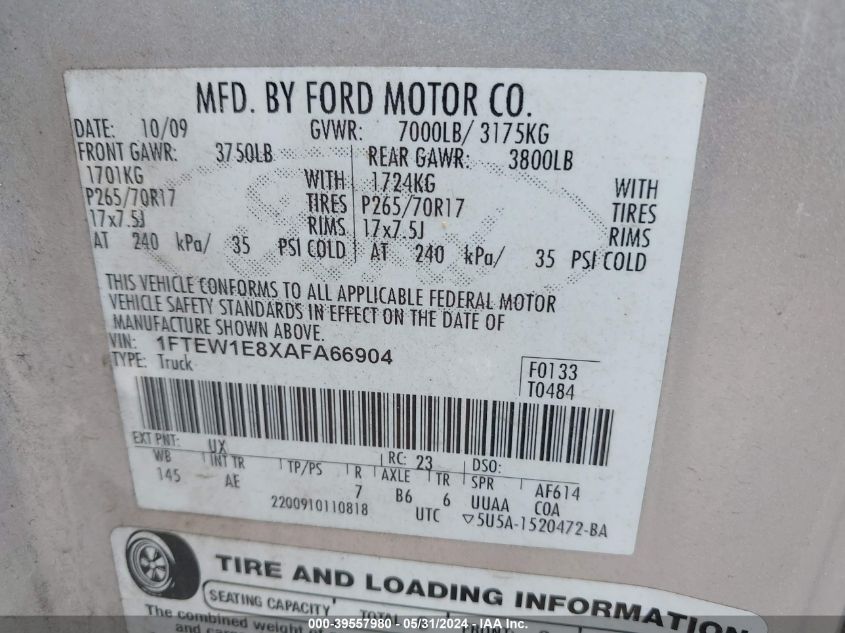 MFD. BY FORD MOTOR CO.
DATE: 10/09 GVWR: 7000LB/ 3175KG
FRONT GAWR: 3750LB REAR GAWR: 3800LB
1701KG WITH 1724KG WITH
P265/70R17 TIRES P265/70R17 TIRES
17x7.5J RIMS 17x7.5J RIMS
AT 240 kPa/ 35 PSI COLD AT 240 kPa/ 35 PSI COLD
THIS VEHICLE CONFORMS TO ALL APPLICABLE FEDERAL MOTOR
VEHICLE SAFETY STANDARDS IN EFFECT ON THE DATE OF
MANUFACTURE SHOWN ABOVE.
VIN: 1FTEW1E8XAFA66904
TYPE: Truck
F0133
T0484
EXT PNT: UX RC: 23 DSO:
WB INT TR TP/PS R AXLE TR SPR AF614
145 AE 7 B6 6 UUAA COA
2200910110818 UTC ▽5U5A-1520472-BA
TIRE AND LOADING INFORMATION
SEATING CAPACITY TOTAL
The combined weight of
000-39557980 - 05/31/2024 - IAA Inc.